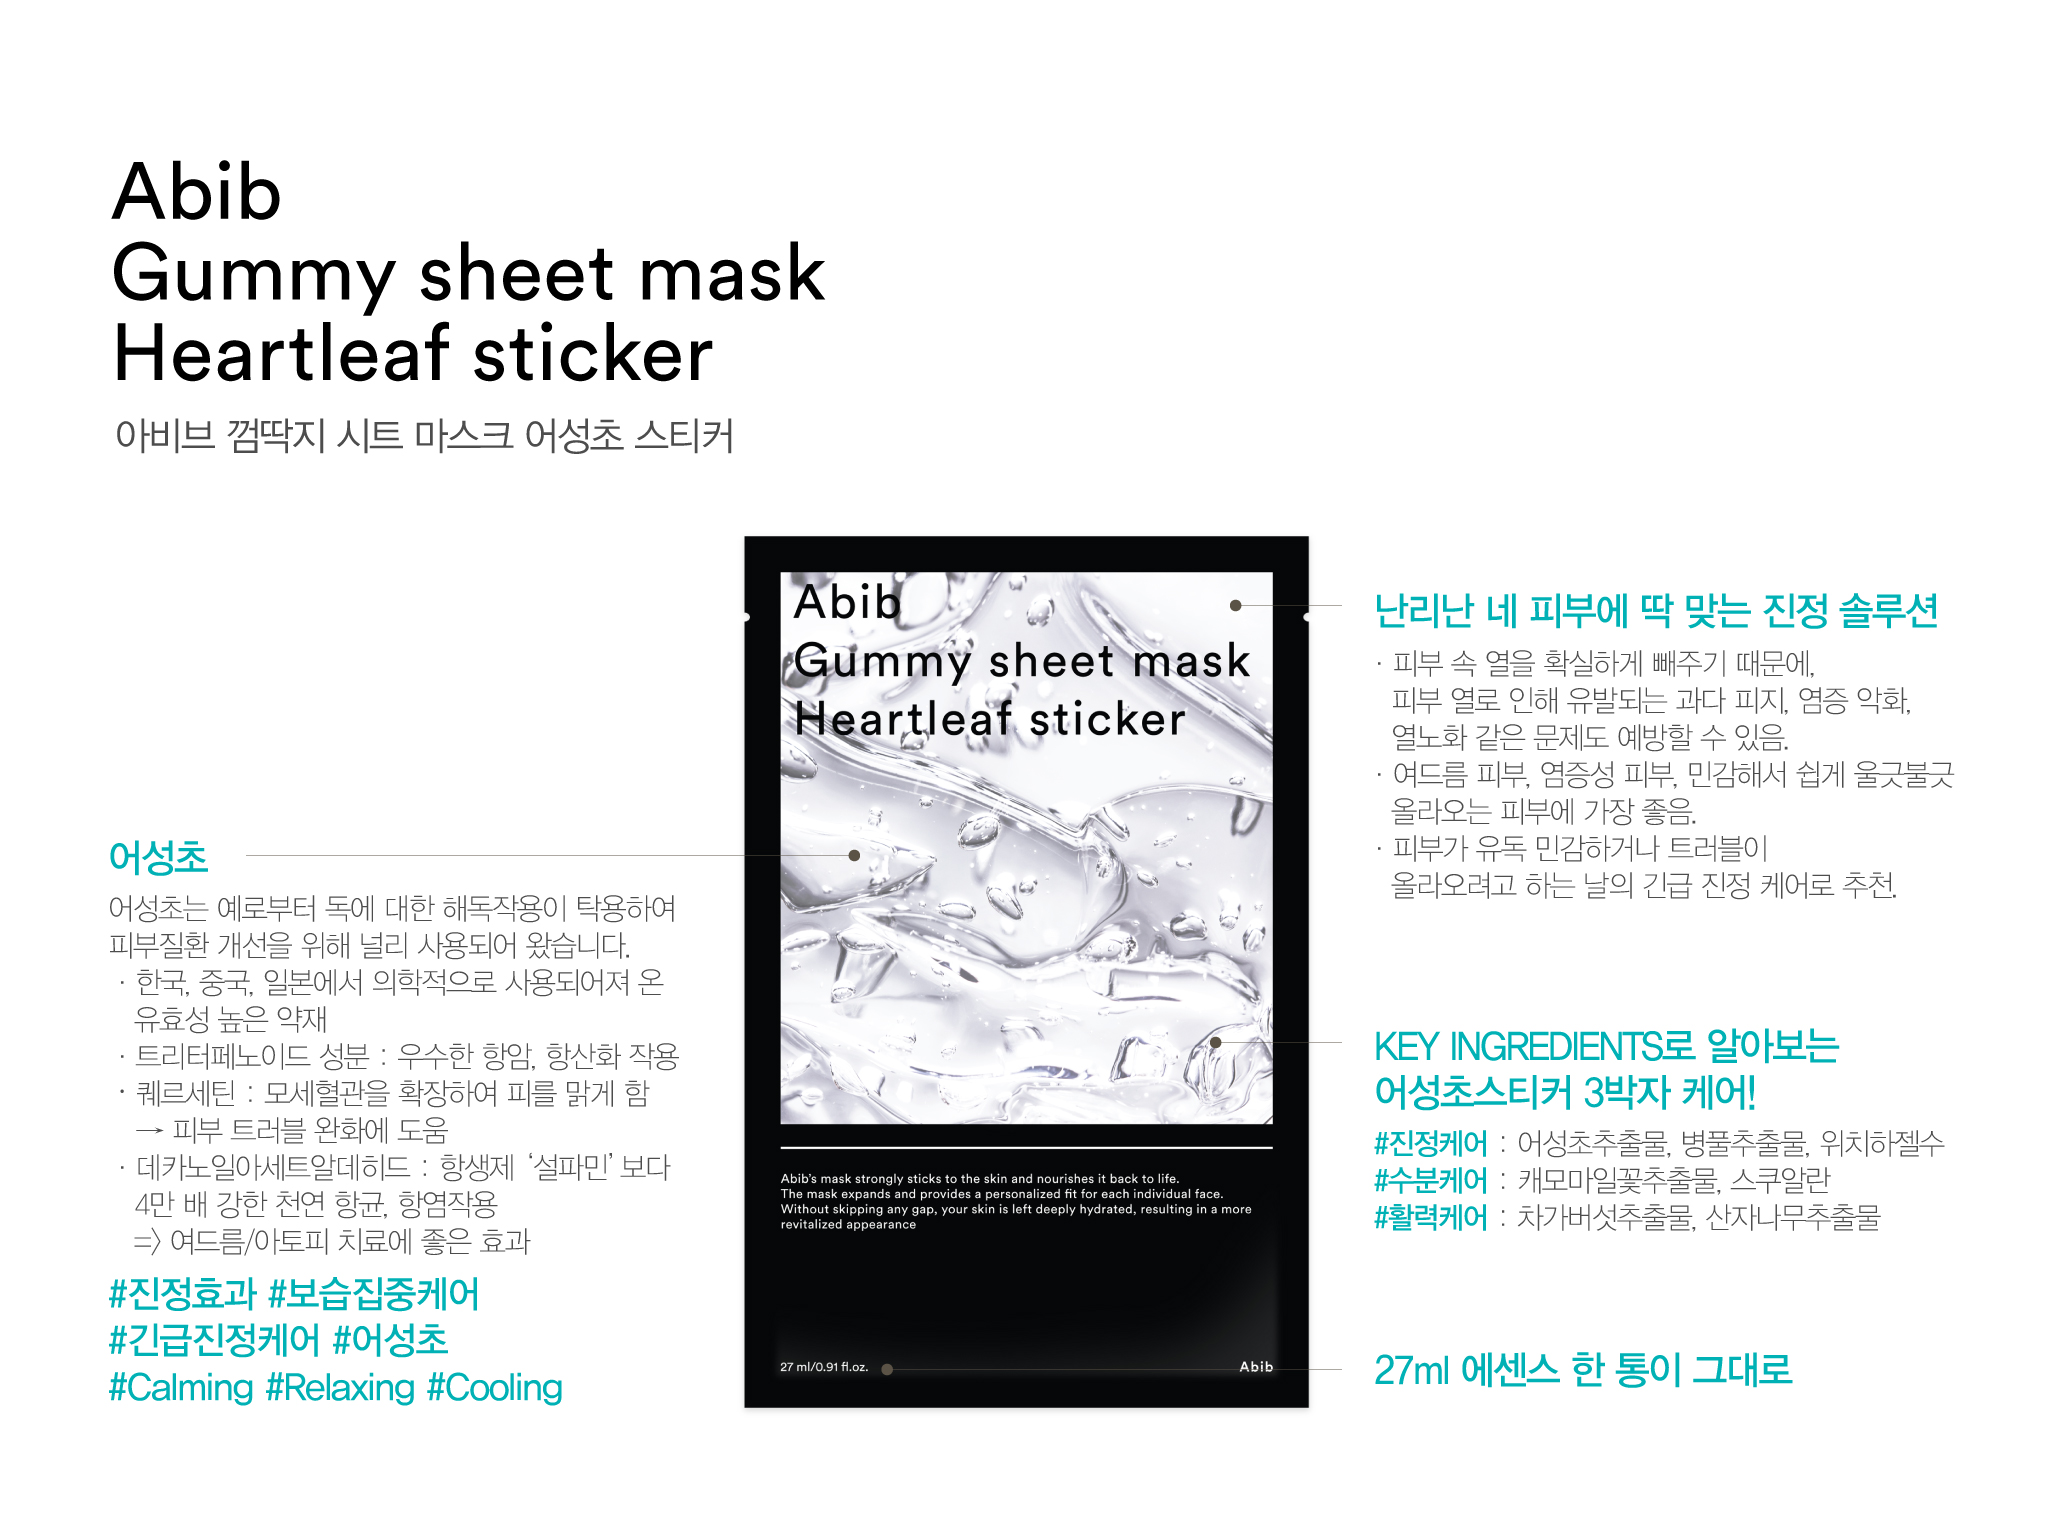 Abib
Gummy sheet mask
Heartleaf sticker
아비브 껌딱지 시트 마스크 어성초 스티커
어성초
어성초는 예로부터 독에 대한 해독작용이 탁용하여
피부질환 개선을 위해 널리 사용되어 왔습니다.
· 한국, 중국, 일본에서 의학적으로 사용되어져 온
유효성 높은 약재
· 트리터페노이드 성분 : 우수한 항암, 항산화 작용
· 퀘르세틴 : 모세혈관을 확장하여 피를 맑게 함
→ 피부 트러블 완화에 도움
· 데카노일아세트알데히드 : 항생제 ‘설파민’ 보다
4만 배 강한 천연 항균, 항염작용
=> 여드름/아토피 치료에 좋은 효과
#진정효과 #보습집중케어
#긴급진정케어 #어성초
#Calming #Relaxing #Cooling
Abib
Gummy sheet mask
Heartleaf sticker
Abib’s mask strongly sticks to the skin and nourishes it back to life.
The mask expands and provides a personalized fit for each individual face.
Without skipping any gap, your skin is left deeply hydrated, resulting in a more
revitalized appearance
27 ml/0.91 fl.oz.
Abib
난리난 네 피부에 딱 맞는 진정 솔루션
· 피부 속 열을 확실하게 빼주기 때문에,
피부 열로 인해 유발되는 과다 피지, 염증 악화,
열노화 같은 문제도 예방할 수 있음.
· 여드름 피부, 염증성 피부, 민감해서 쉽게 울긋불긋
올라오는 피부에 가장 좋음.
· 피부가 유독 민감하거나 트러블이
올라오려고 하는 날의 긴급 진정 케어로 추천.
KEY INGREDIENTS로 알아보는
어성초스티커 3박자 케어!
#진정케어 : 어성초추출물, 병풀추출물, 위치하젤수
#수분케어 : 캐모마일꽃추출물, 스쿠알란
#활력케어 : 차가버섯추출물, 산자나무추출물
27ml 에센스 한 통이 그대로